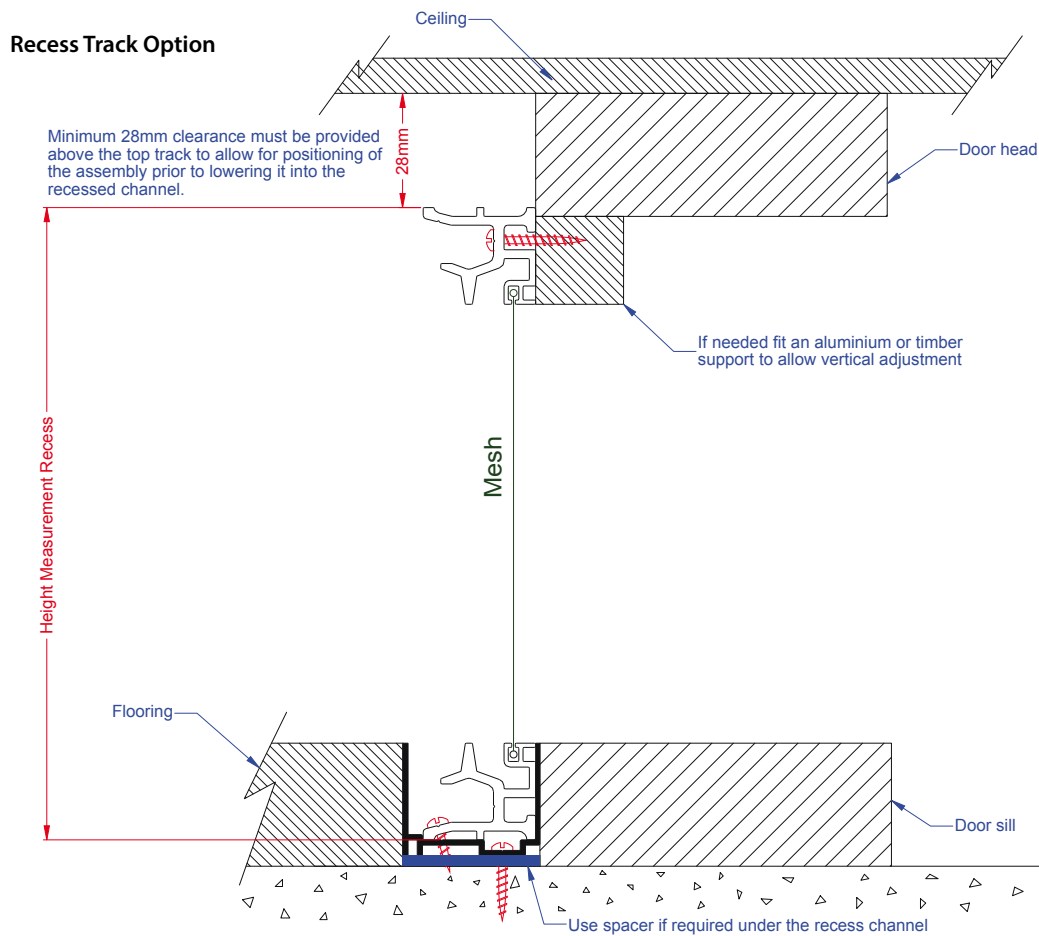 Ceiling
Recess Track Option
Minimum 28mm clearance must be provided
above the top track to allow for positioning of
the assembly prior to lowering it into the
recessed channel.
28mm
Door head
If needed fit an aluminium or timber
support to allow vertical adjustment
Height Measurement Recess
Mesh
Flooring
Door sill
Use spacer if required under the recess channel